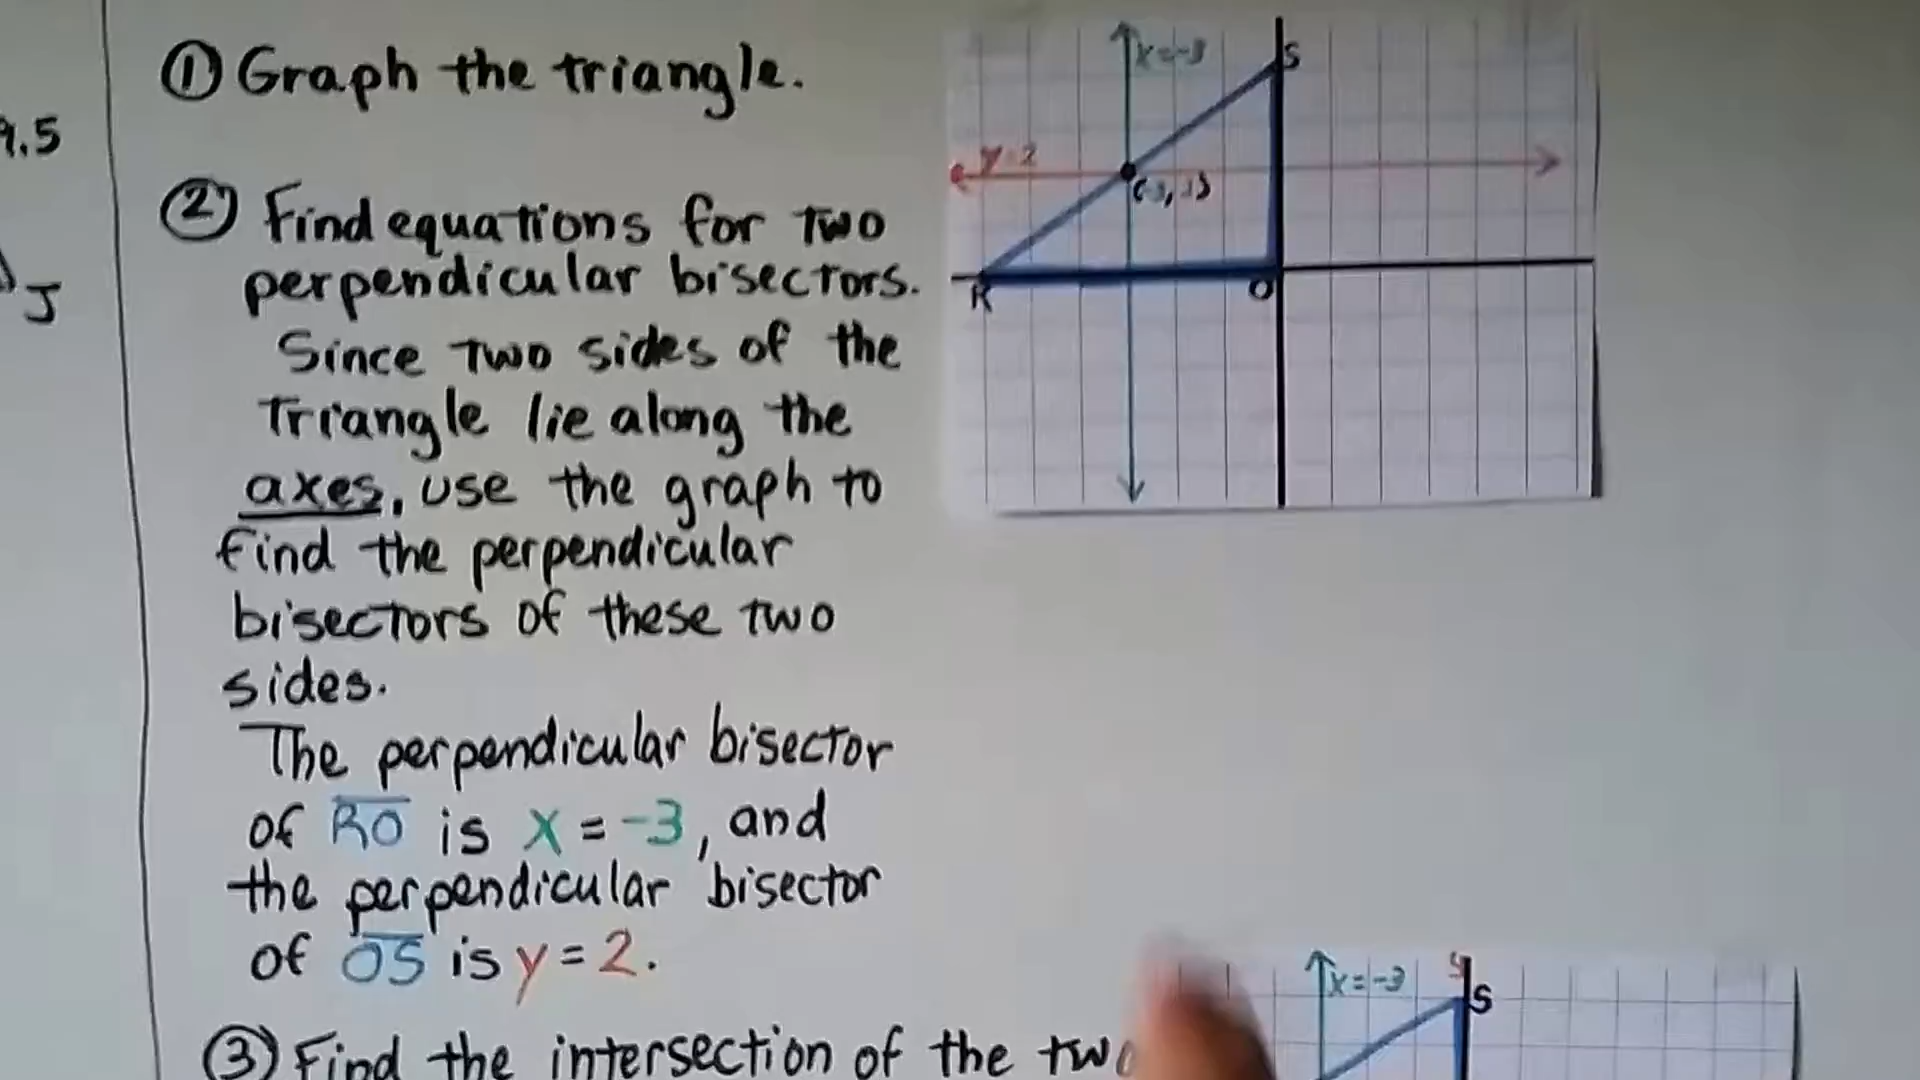 ① Graph the triangle.
9.5
② Find equations for two
perpendicular bisectors.
J
Since two sides of the
triangle lie along the
axes, use the graph to
find the perpendicular
bisectors of these two
sides.
The perpendicular bisector
of RO is x = -3, and
the perpendicular bisector
of OS is y = 2.
③ Find the intersection of the two
x=-3
S
y=2
R
O
x=-3
S